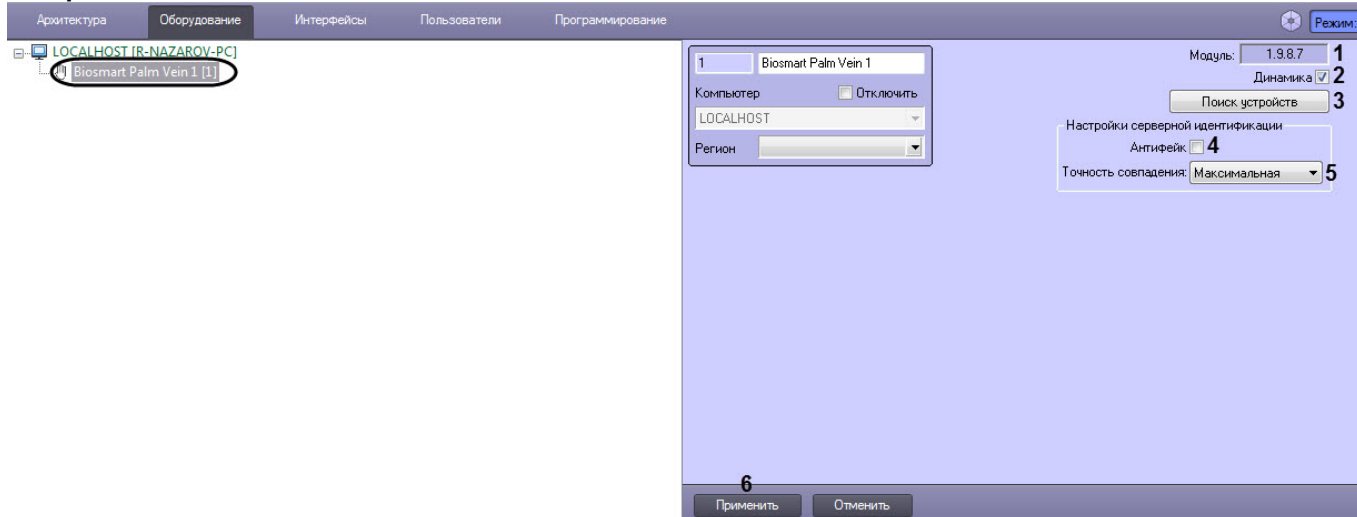 Архитектура Оборудование Интерфейсы Пользователи Программирование Режим:
LOCALHOST [R-NAZAROV-PC]
Biosmart Palm Vein 1 [1]
1 Biosmart Palm Vein 1
Компьютер Отключить
LOCALHOST
Регион
Модуль: 1.9.8.7 1
Динамика 2
Поиск устройств 3
Настройки серверной идентификации
Антифейк 4
Точность совпадения: Максимальная 5
6
Применить Отменить